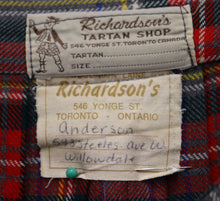 Richardson's
TARTAN SHOP
546 YONGE ST. TORONTO CANADA
TARTAN
SIZE
Richardson's
546 YONGE ST.
TORONTO - ONTARIO
Anderson
Steeles Ave W
Willowdale